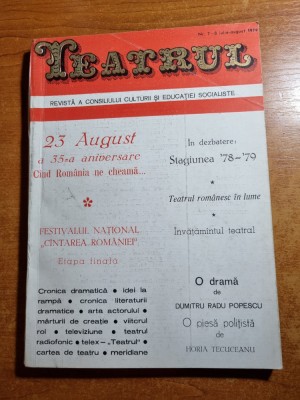 Nr. 7-8 iulie-august 1979
TEATRUL
REVISTĂ A CONSILIULUI CULTURII ȘI EDUCAȚIEI SOCIALISTE
23 August
a 35-a aniversare
Cînd România ne cheamă...
*
FESTIVALUL NAȚIONAL
„CÎNTAREA ROMÂNIEI”
Etapa finală
Cronica dramatică • idei la
rampă • cronica literaturii
dramatice • arta actorului •
mărturii de creație • viitorul
rol • televiziune • teatrul
radiofonic • telex-„Teatrul” •
cartea de teatru • meridiane
În dezbatere:
Stagiunea '78-'79
*
Teatrul românesc în lume
*
Învățămîntul teatral
O dramă
de
DUMITRU RADU POPESCU
O piesă polițistă
de
HORIA TECUCEANU